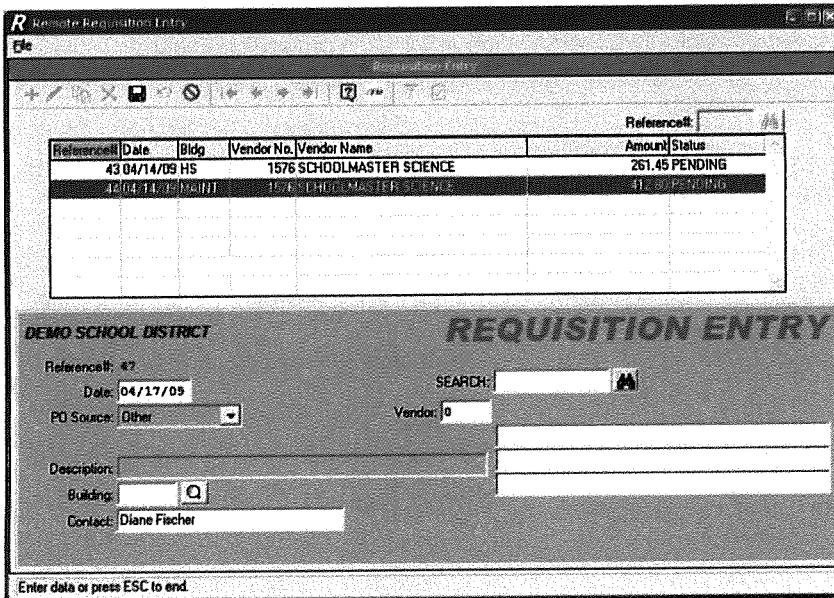 R Remote Requisition Entry
File
Requisition Entry
Reference#:
Reference# Date Bldg Vendor No. Vendor Name Amount Status
43 04/14/09 HS 1576 SCHOOLMASTER SCIENCE 261.45 PENDING
44 04/14/09 MAINT 1576 SCHOOLMASTER SCIENCE 412.80 PENDING
DEMO SCHOOL DISTRICT
REQUISITION ENTRY
Reference#: 47
Date: 04/17/09
SEARCH:
PO Source: Other
Vendor: 0
Description:
Building:
Contact: Diane Fischer
Enter data or press ESC to end.